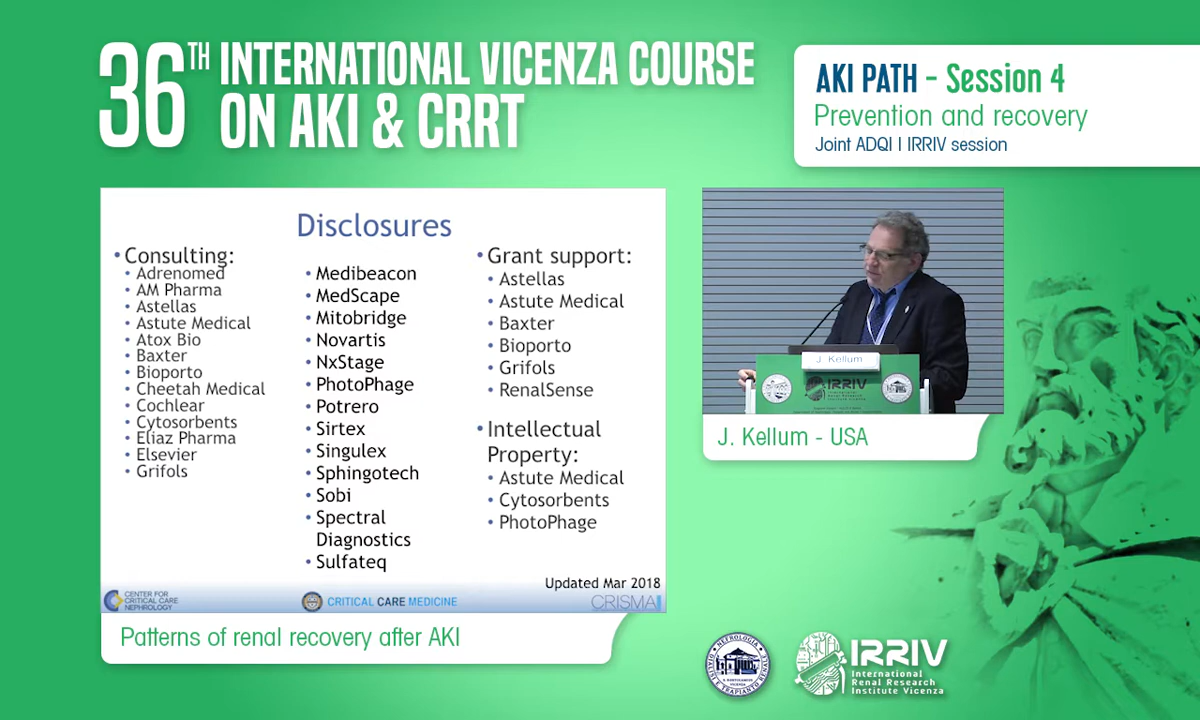 36TH INTERNATIONAL VICENZA COURSE
ON AKI & CRRT
AKI PATH - Session 4
Prevention and recovery
Joint ADQI | IRRIV session
Disclosures
• Consulting:
• Adrenomed
• AM Pharma
• Astellas
• Astute Medical
• Atox Bio
• Baxter
• Bioporto
• Cheetah Medical
• Cochlear
• Cytosorbents
• Eliaz Pharma
• Elsevier
• Grifols
• Medibeacon
• MedScape
• Mitobridge
• Novartis
• NxStage
• PhotoPhage
• Potrero
• Sirtex
• Singulex
• Sphingotech
• Sobi
• Spectral
Diagnostics
• Sulfateq
• Grant support:
• Astellas
• Astute Medical
• Baxter
• Bioporto
• Grifols
• RenalSense
• Intellectual
Property:
• Astute Medical
• Cytosorbents
• PhotoPhage
Updated Mar 2018
CENTER FOR
CRITICAL CARE
NEPHROLOGY
CRITICAL CARE MEDICINE
CRISMA
Patterns of renal recovery after AKI
J. Kellum
IRRIV
J. Kellum - USA
IRRIV
International
Renal Research
Institute Vicenza